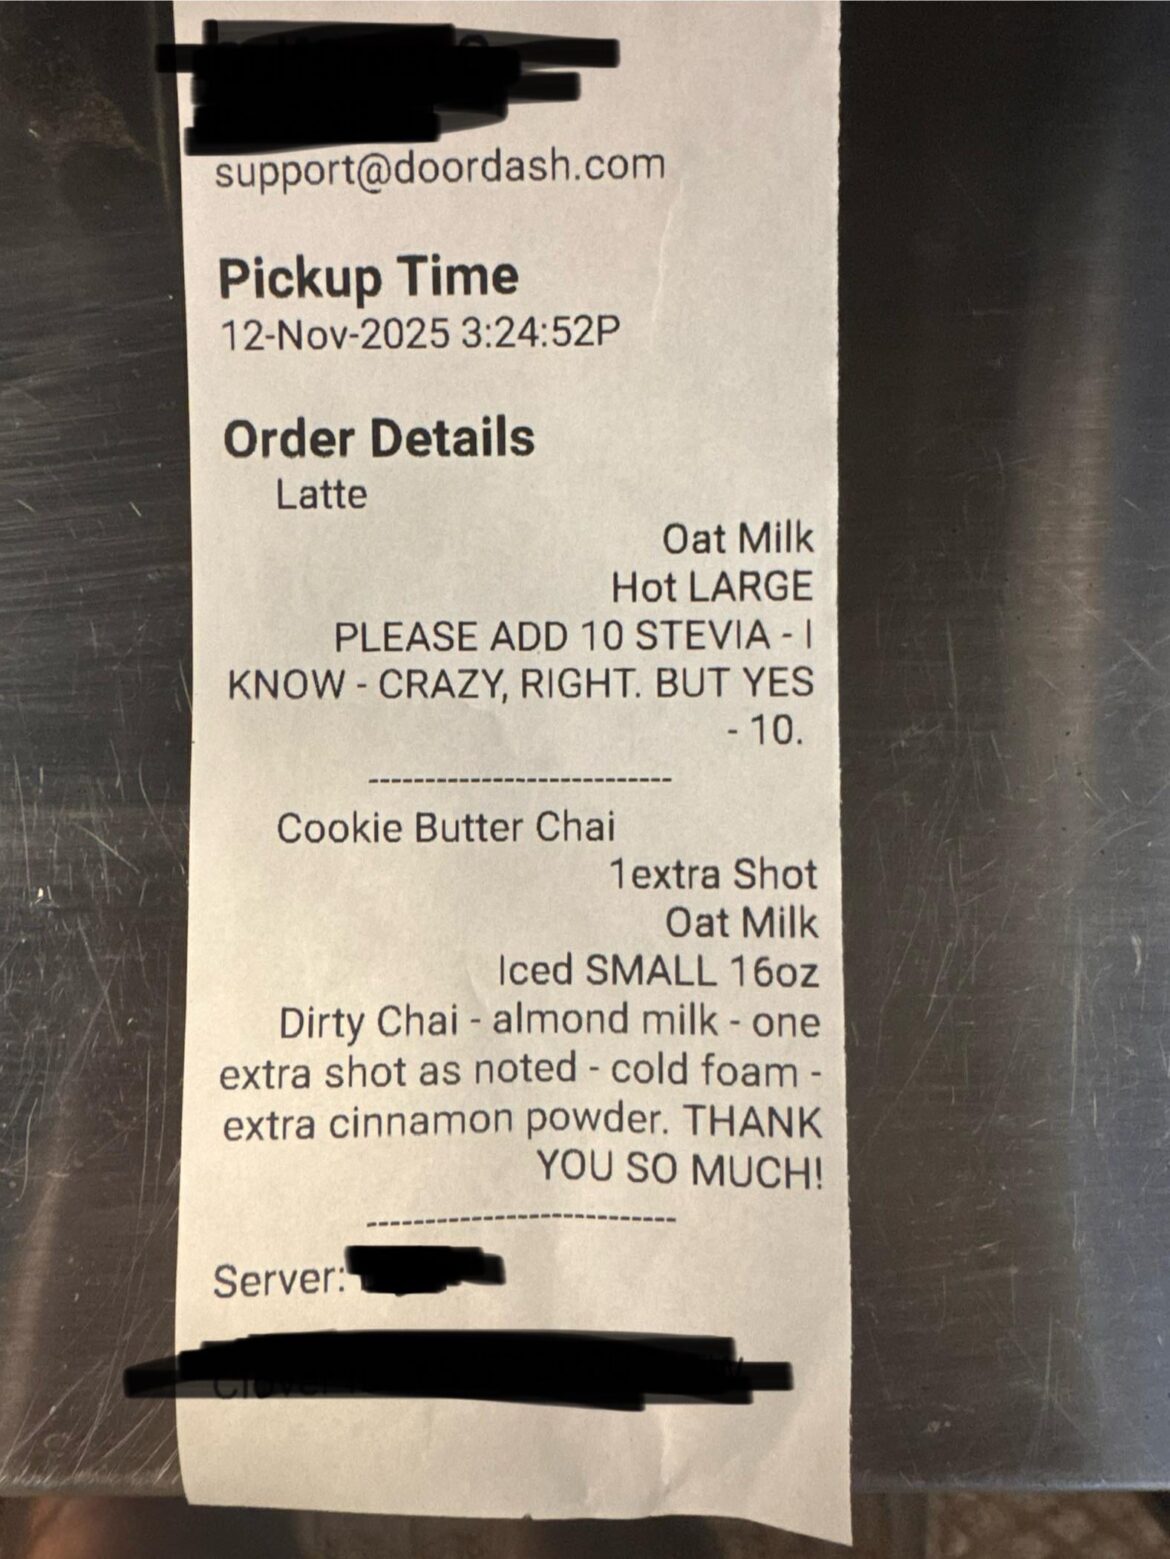 support@doordash.com
Pickup Time
12-Nov-2025 3:24:52P
Order Details
Latte
Oat Milk
Hot LARGE
PLEASE ADD 10 STEVIA - I
KNOW - CRAZY, RIGHT. BUT YES
- 10.
--------------------------
Cookie Butter Chai
1extra Shot
Oat Milk
Iced SMALL 16oz
Dirty Chai - almond milk - one
extra shot as noted - cold foam -
extra cinnamon powder. THANK
YOU SO MUCH!
--------------------------
Server: